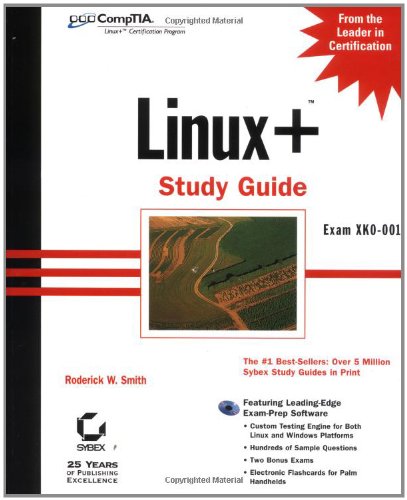 CompTIA.
Linux+™ Certification Program
Copyrighted Material
From the
Leader in
Certification
Linux+™
Study Guide
Exam XK0-001
The #1 Best-Sellers: Over 5 Million
Sybex Study Guides in Print
Roderick W. Smith
Featuring Leading-Edge
Exam-Prep Software
• Custom Testing Engine for Both
Linux and Windows Platforms
• Hundreds of Sample Questions
• Two Bonus Exams
• Electronic Flashcards for Palm
Handhelds
SYBEX
25 YEARS
OF PUBLISHING
EXCELLENCE
Copyrighted Material